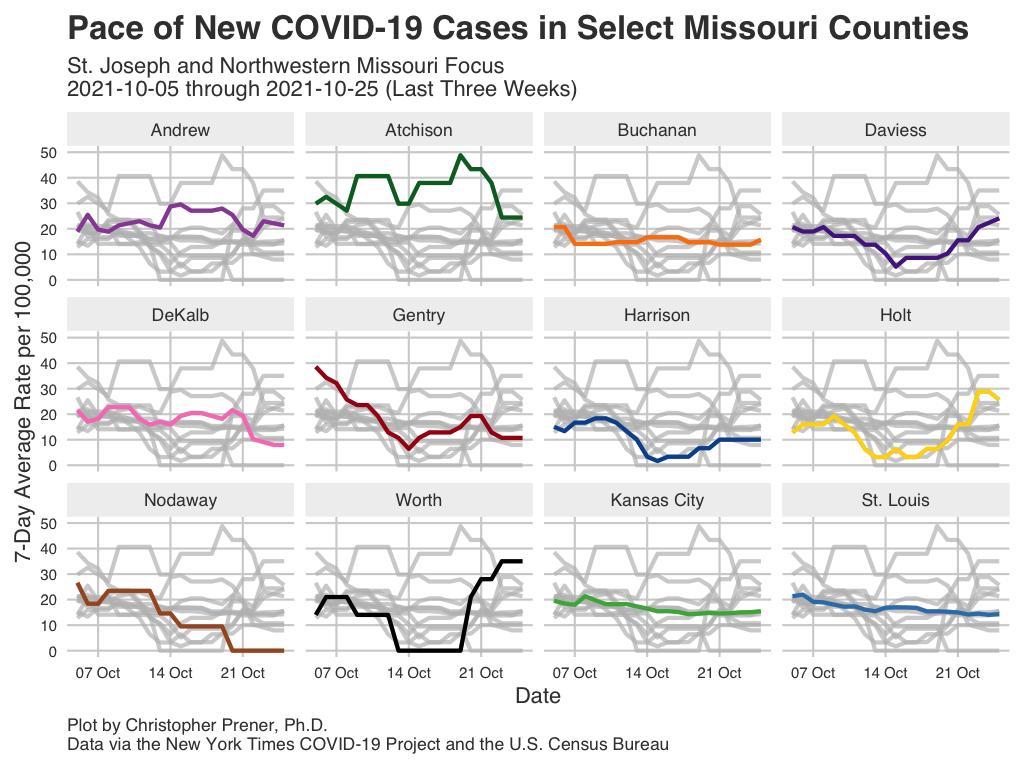 Pace of New COVID-19 Cases in Select Missouri Counties
St. Joseph and Northwestern Missouri Focus
2021-10-05 through 2021-10-25 (Last Three Weeks)
7-Day Average Rate per 100,000
Andrew Atchison Buchanan Daviess
50
40
30
20
10
0
DeKalb Gentry Harrison Holt
50
40
30
20
10
0
Nodaway Worth Kansas City St. Louis
50
40
30
20
10
0
07 Oct 14 Oct 21 Oct 07 Oct 14 Oct 21 Oct 07 Oct 14 Oct 21 Oct 07 Oct 14 Oct 21 Oct
Date
Plot by Christopher Prener, Ph.D.
Data via the New York Times COVID-19 Project and the U.S. Census Bureau